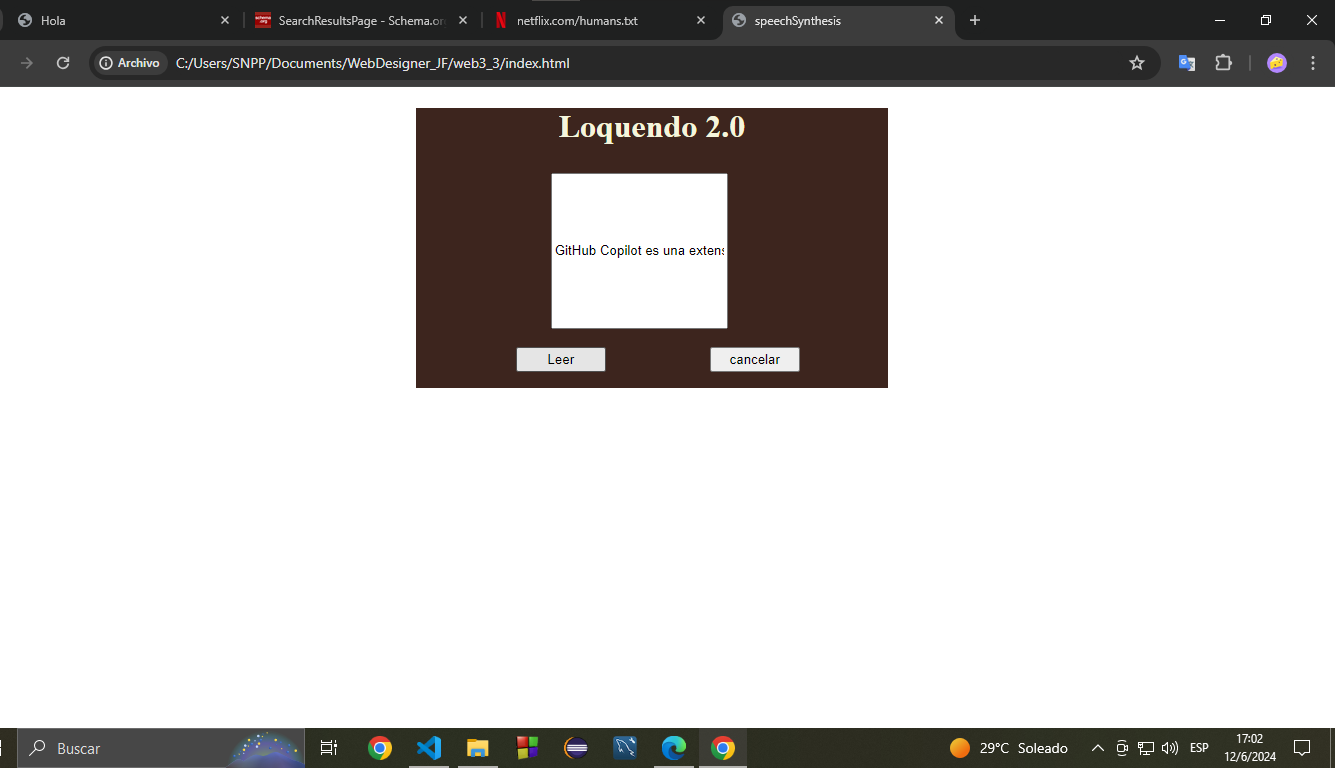 Hola
SearchResultsPage - Schema.or
netflix.com/humans.txt
speechSynthesis
Archivo
C:/Users/SNPP/Documents/WebDesigner_JF/web3_3/index.html
Loquendo 2.0
GitHub Copilot es una extens
Leer
cancelar
Buscar
29°C Soleado
ESP
17:02
12/6/2024